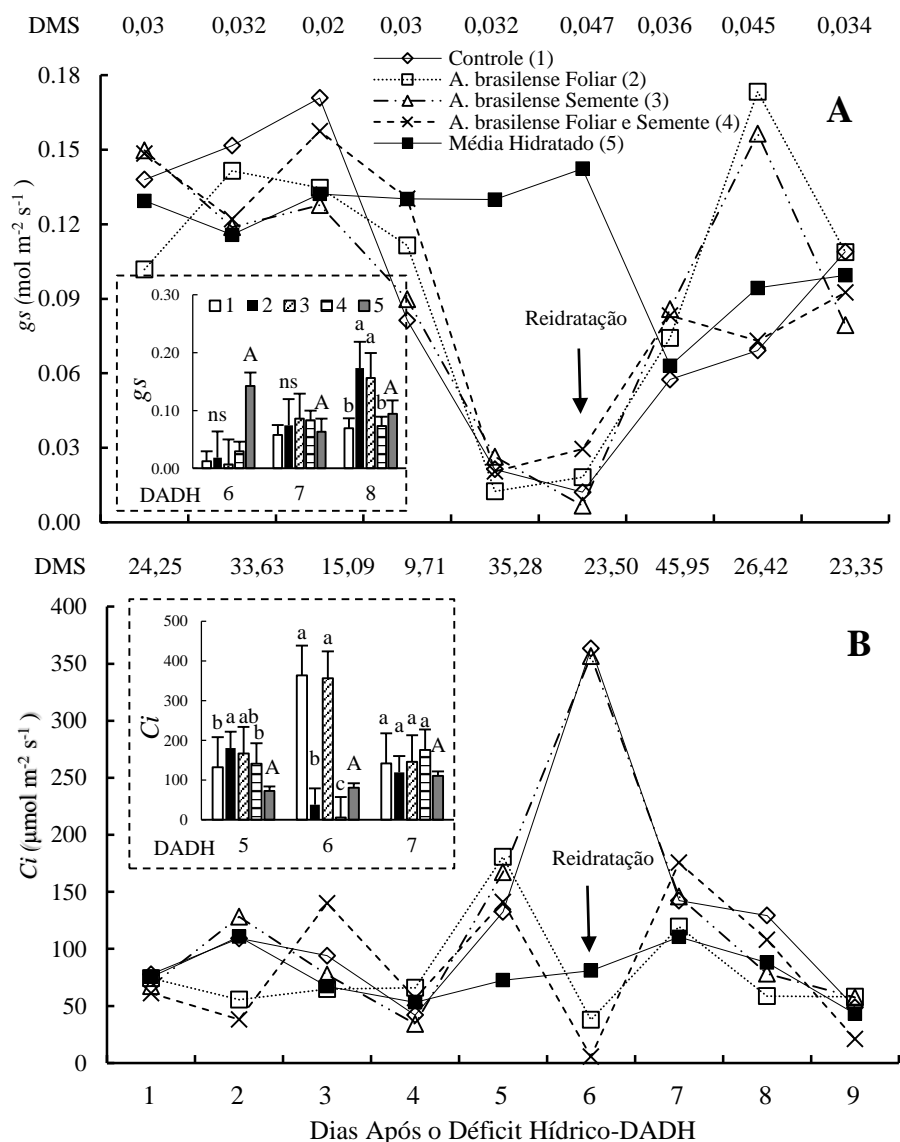 DMS 0,03 0,032 0,02 0,03 0,032 0,047 0,036 0,045 0,034
Controle (1)
A. brasilense Foliar (2)
A. brasilense Semente (3)
A. brasilense Foliar e Semente (4)
Média Hidratado (5)
A
0.18
0.15
0.12
0.09
0.06
0.03
0.00
gs (mol m⁻² s⁻¹)
Reidratação
0.30
0.20
0.10
0.00
gs
1 2 3 4 5
ns A
ns A
b a a b A
DADH 6 7 8
DMS 24,25 33,63 15,09 9,71 35,28 23,50 45,95 26,42 23,35
B
400
350
300
250
200
150
100
50
0
Ci (µmol m⁻² s⁻¹)
Reidratação
500
400
300
200
100
0
Ci
b a ab b A
a b a c A
a a a a A
DADH 5 6 7
1 2 3 4 5 6 7 8 9
Dias Após o Déficit Hídrico-DADH